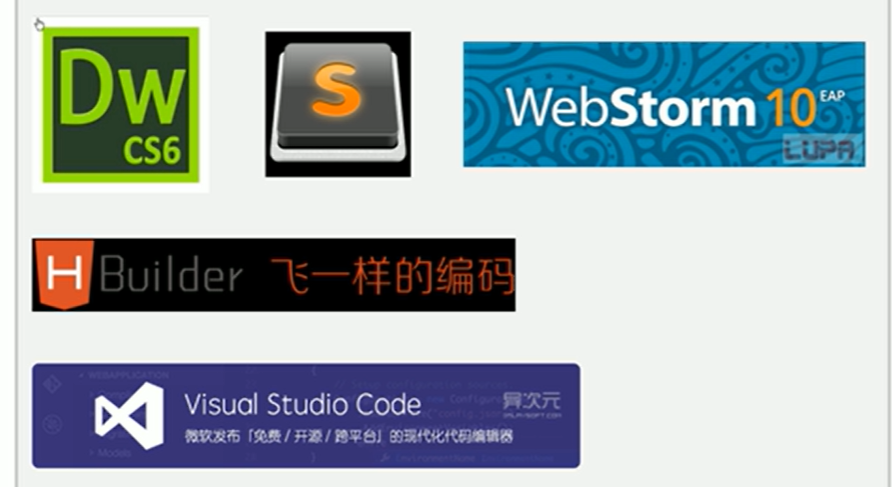 Dw
CS6
S
WebStorm 10 EAP
LUPA
H Builder 飞一样的编码
WEBAPPLICATION
Visual Studio Code
异次元
微软发布「免费 / 开源 / 跨平台」的现代化代码编辑器
Models